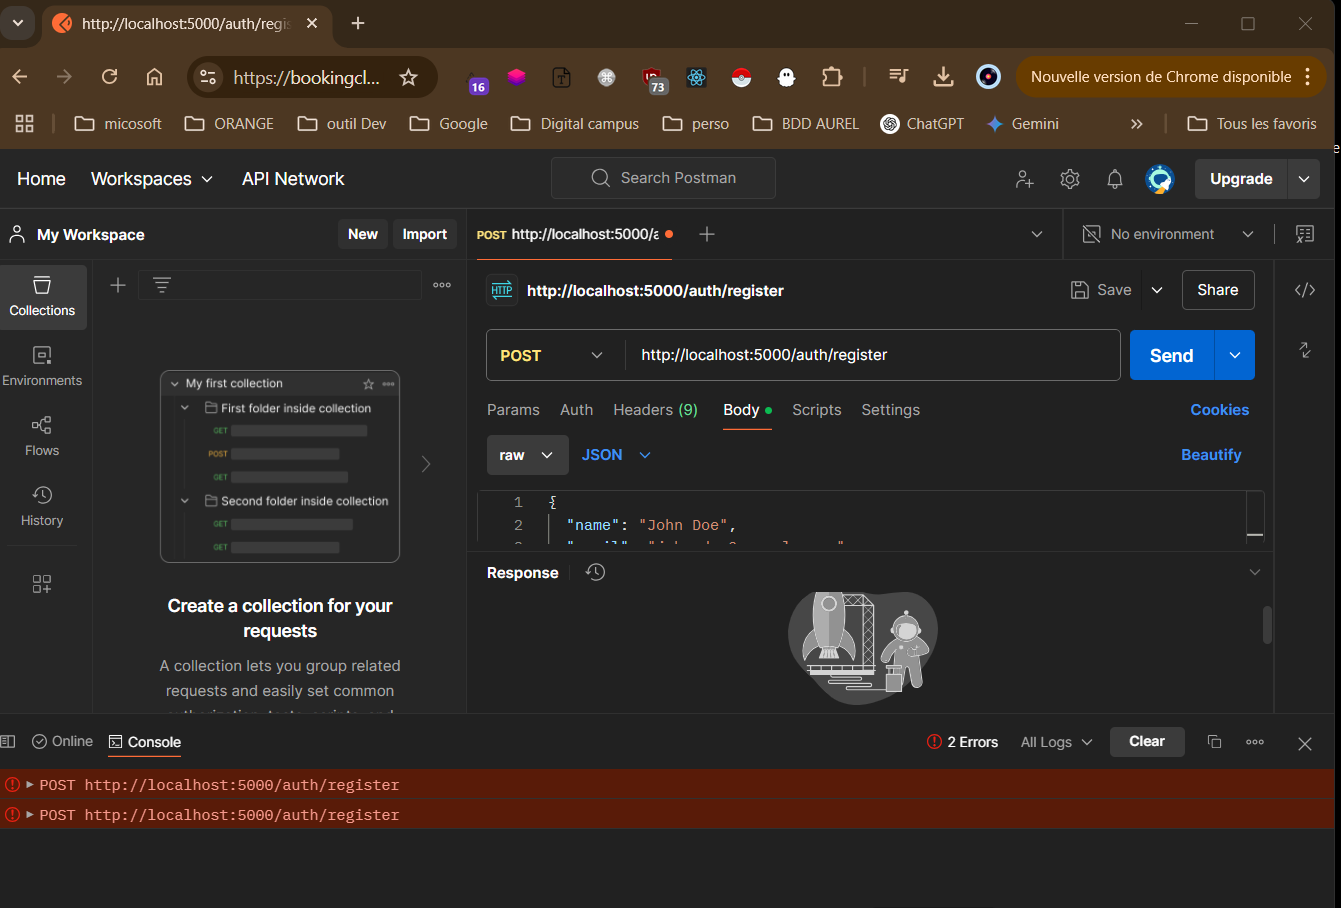 http://localhost:5000/auth/regis
https://bookingcl...
16
73
Nouvelle version de Chrome disponible
micosoft
ORANGE
outil Dev
Google
Digital campus
perso
BDD AUREL
ChatGPT
Gemini
Tous les favoris
Home
Workspaces
API Network
Search Postman
Upgrade
My Workspace
New
Import
POST http://localhost:5000/a
No environment
Collections
Environments
Flows
History
My first collection
First folder inside collection
GET
POST
GET
Second folder inside collection
GET
GET
Create a collection for your
requests
A collection lets you group related
requests and easily set common
HTTP
http://localhost:5000/auth/register
Save
Share
POST
http://localhost:5000/auth/register
Send
Params
Auth
Headers (9)
Body
Scripts
Settings
Cookies
raw
JSON
Beautify
1 {
2 "name": "John Doe",
Response
Online
Console
2 Errors
All Logs
Clear
POST http://localhost:5000/auth/register
POST http://localhost:5000/auth/register